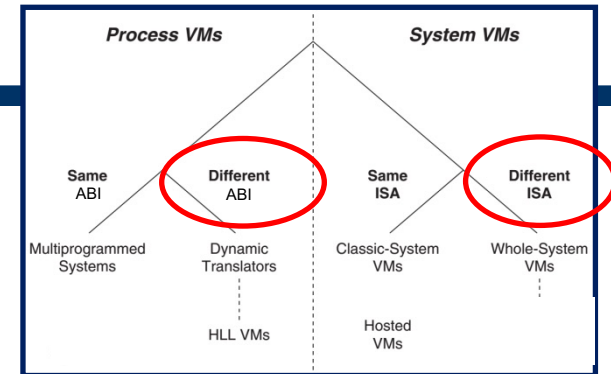 Process VMs
System VMs
Same
ABI
Different
ABI
Same
ISA
Different
ISA
Multiprogrammed
Systems
Dynamic
Translators
Classic-System
VMs
Whole-System
VMs
HLL VMs
Hosted
VMs